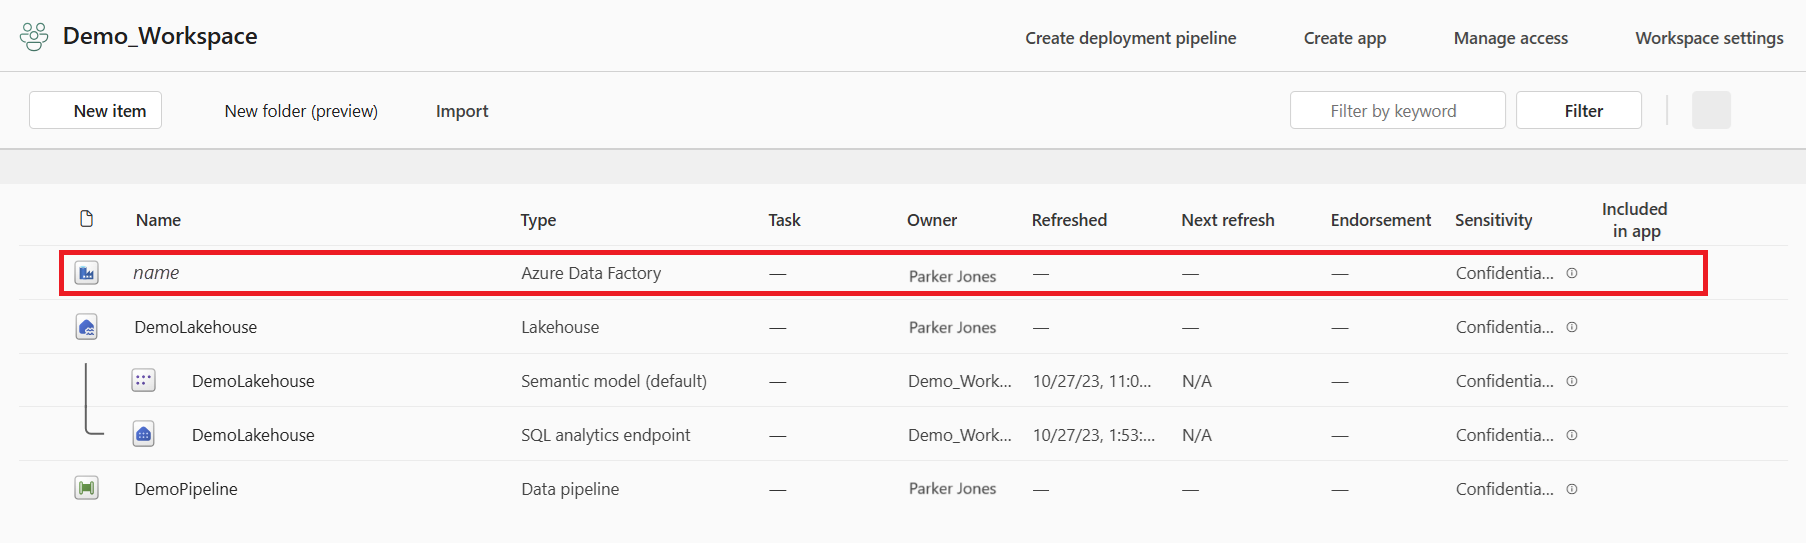 Demo_Workspace Create deployment pipeline Create app Manage access Workspace settings
New item New folder (preview) Import Filter by keyword Filter
Name Type Task Owner Refreshed Next refresh Endorsement Sensitivity Included in app
name Azure Data Factory — Parker Jones — — — Confidentia...
DemoLakehouse Lakehouse — Parker Jones — — — Confidentia...
DemoLakehouse Semantic model (default) — Demo_Work... 10/27/23, 11:0... N/A — Confidentia...
DemoLakehouse SQL analytics endpoint — Demo_Work... 10/27/23, 1:53:... N/A — Confidentia...
DemoPipeline Data pipeline — Parker Jones — — — Confidentia...